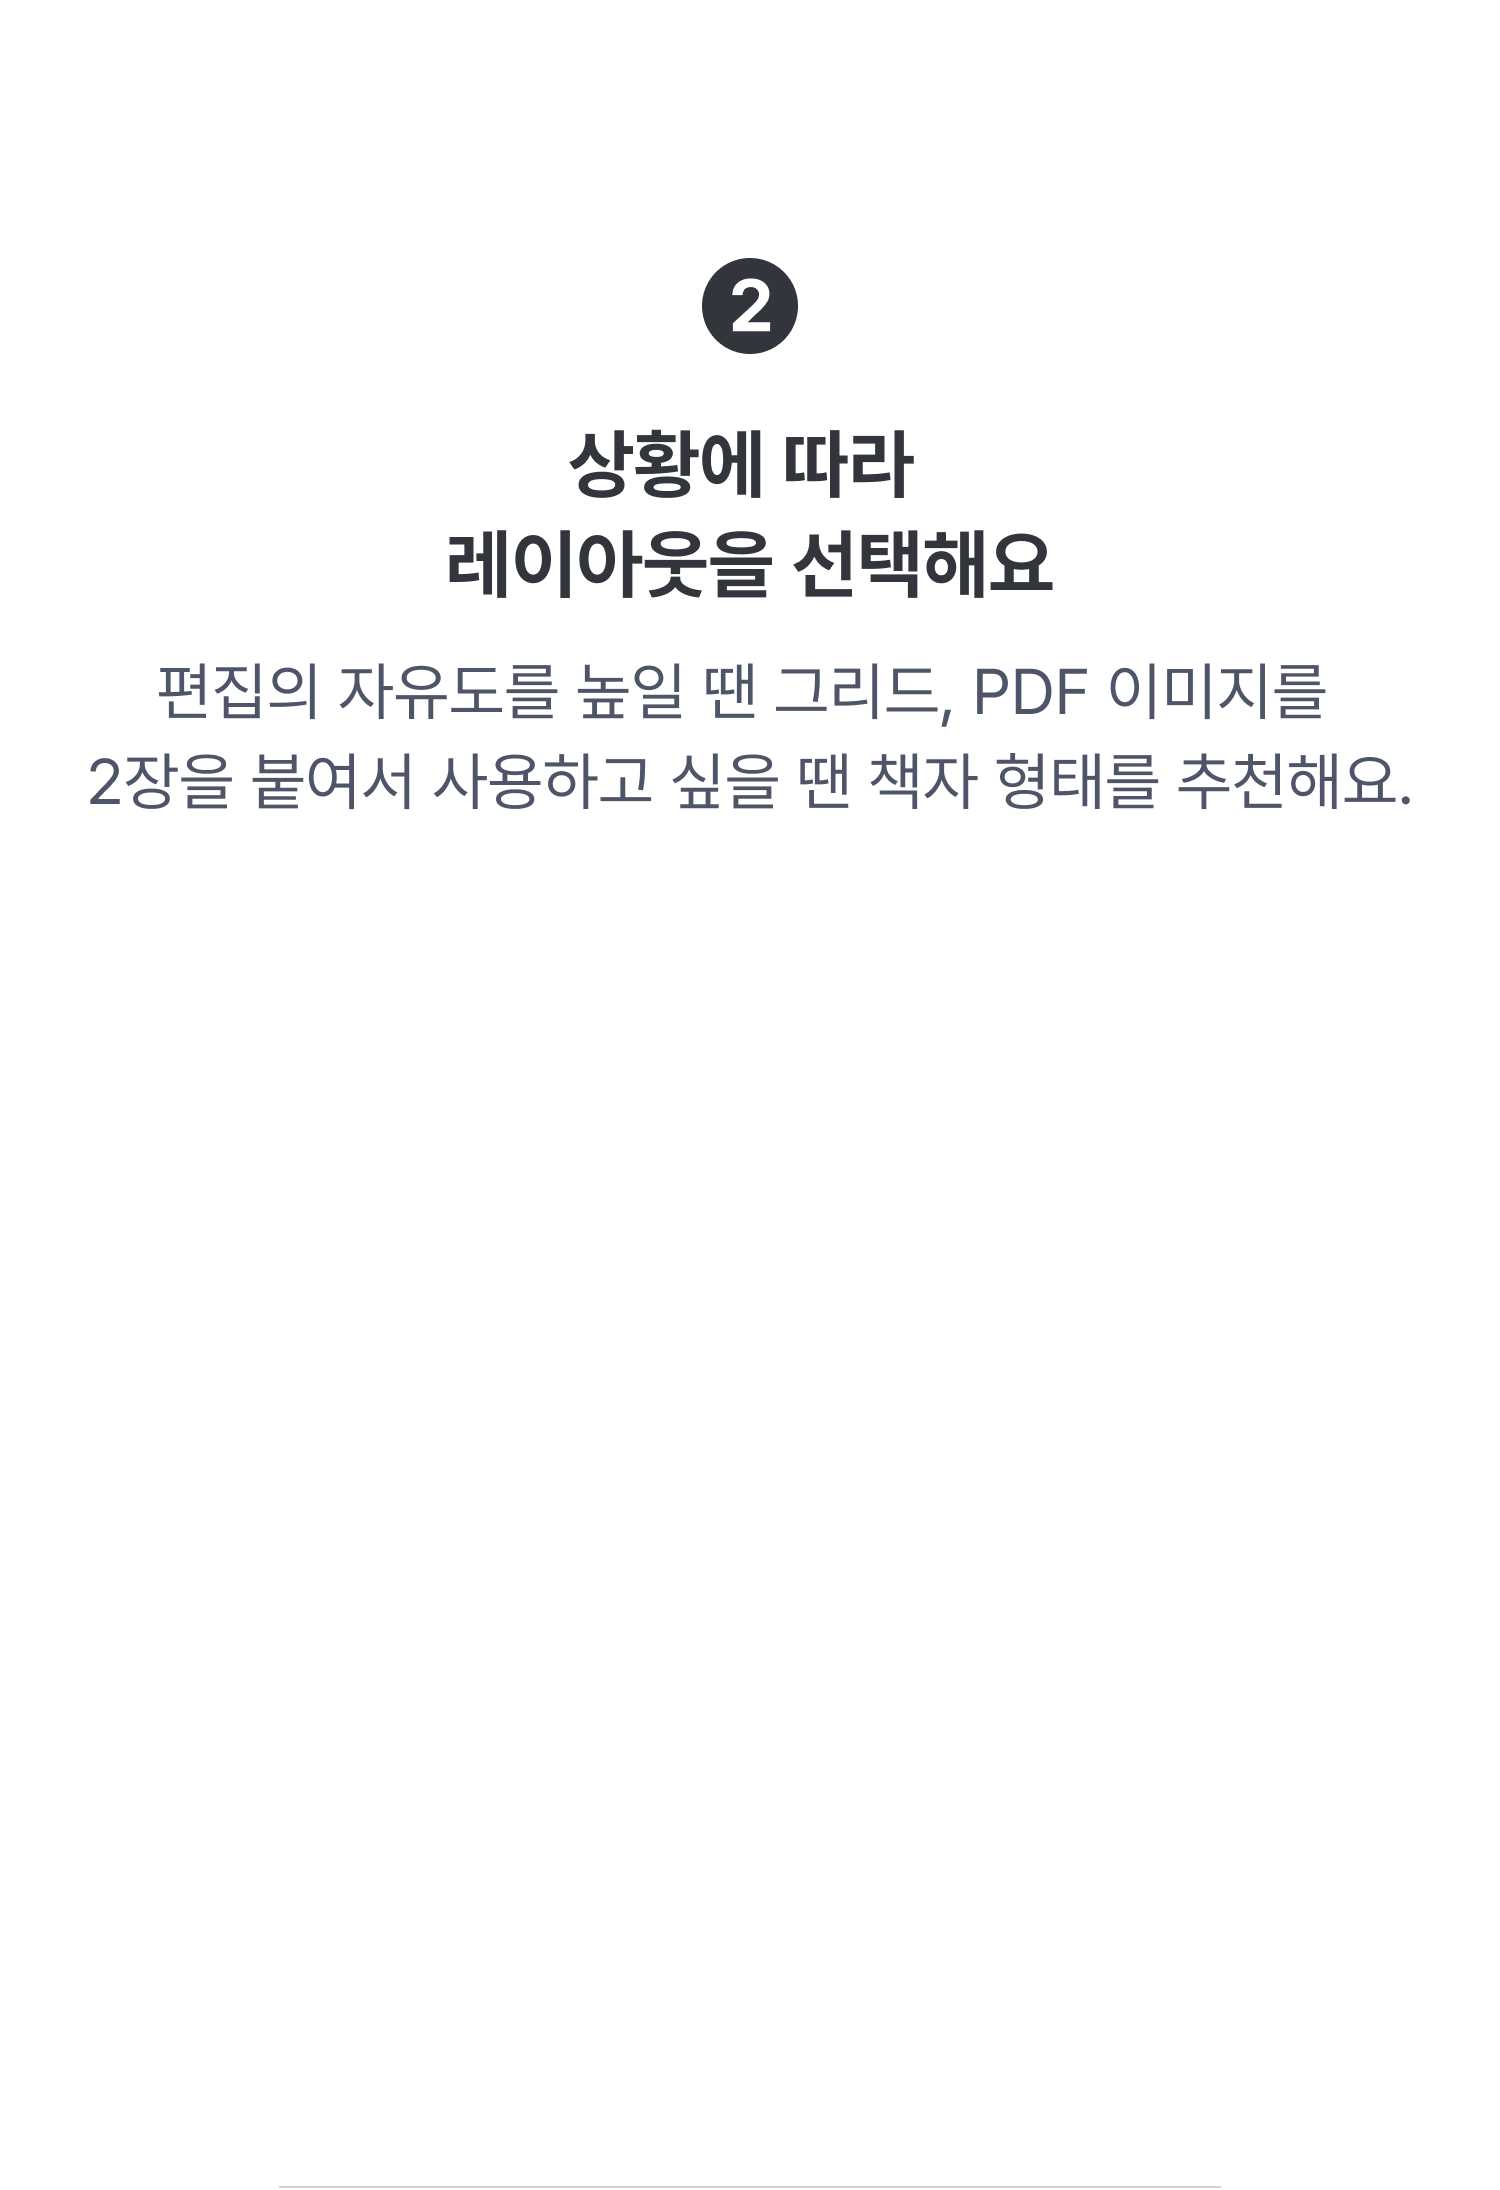 2
상황에 따라
레이아웃을 선택해요
편집의 자유도를 높일 땐 그리드, PDF 이미지를
2장을 붙여서 사용하고 싶을 땐 책자 형태를 추천해요.